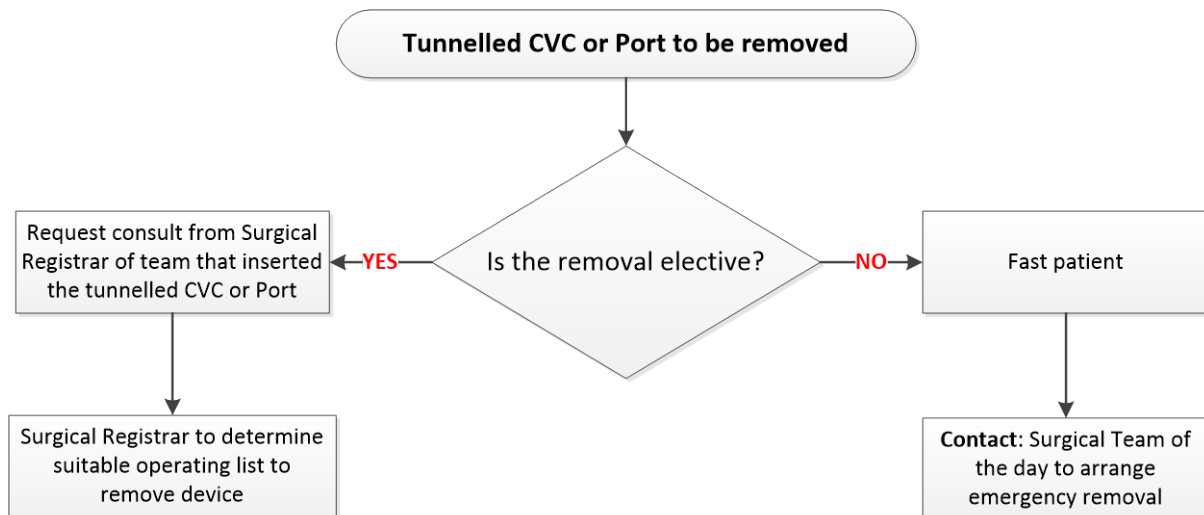 Tunnelled CVC or Port to be removed
Is the removal elective?
YES
Request consult from Surgical
Registrar of team that inserted
the tunnelled CVC or Port
Surgical Registrar to determine
suitable operating list to
remove device
NO
Fast patient
Contact: Surgical Team of
the day to arrange
emergency removal